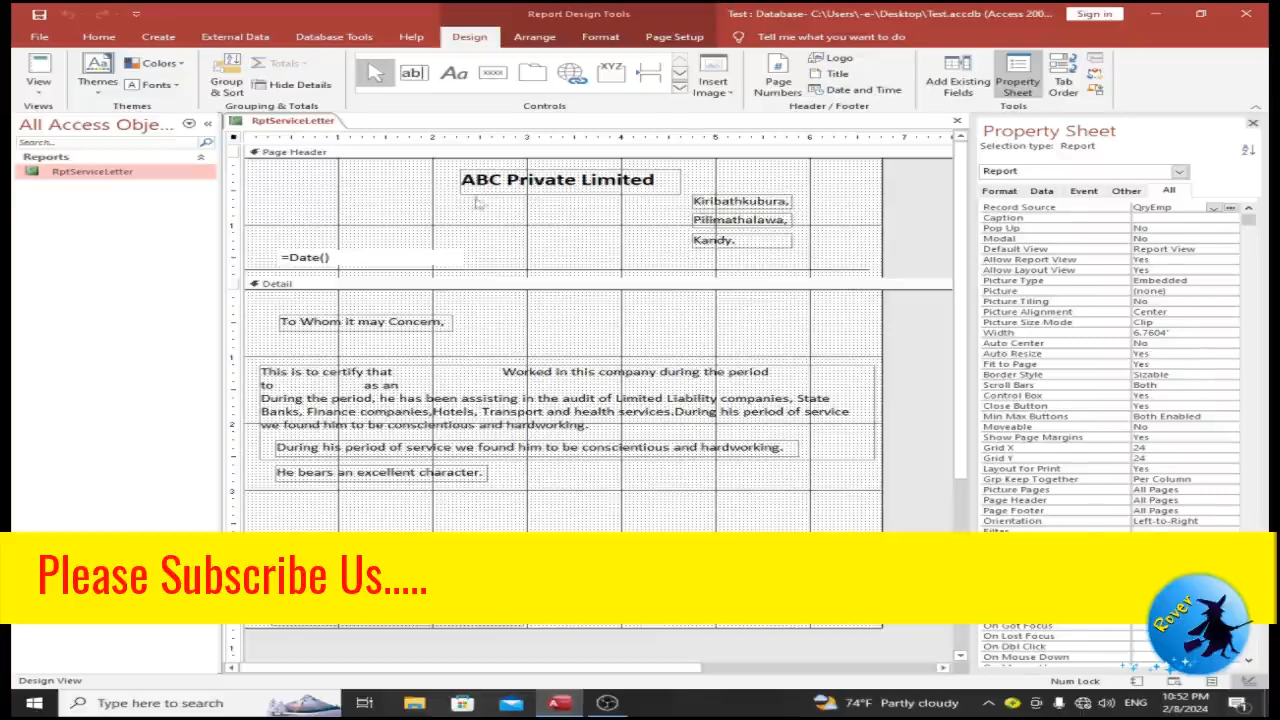 Report Design Tools
Test : Database- C:\Users\-e-\Desktop\Test.accdb (Access 200...
Sign in
File Home Create External Data Database Tools Help Design Arrange Format Page Setup Tell me what you want to do
View
Views
Themes
Colors
Fonts
Themes
Group & Sort
Totals
Hide Details
Grouping & Totals
ab|
Aa
xxxx
XYZ
Insert Image
Controls
Page Numbers
Logo
Title
Date and Time
Header / Footer
Add Existing Fields
Property Sheet
Tab Order
Tools
All Access Obje...
Search...
Reports
RptServiceLetter
RptServiceLetter
1 2 3 4 5 6 7
Page Header
ABC Private Limited
Kiribathkubura,
Pilimathalawa,
Kandy.
=Date()
Detail
To Whom it may Concern,
This is to certify that Worked in this company during the period
to as an
During the period, he has been assisting in the audit of Limited Liability companies, State
Banks, Finance companies,Hotels, Transport and health services.During his period of service
we found him to be conscientious and hardworking.
During his period of service we found him to be conscientious and hardworking.
He bears an excellent character.
Property Sheet
Selection type: Report
Report
Format Data Event Other All
Record Source QryEmp
Caption
Pop Up No
Modal No
Default View Report View
Allow Report View Yes
Allow Layout View Yes
Picture Type Embedded
Picture (none)
Picture Tiling No
Picture Alignment Center
Picture Size Mode Clip
Width 6.7604"
Auto Center No
Auto Resize Yes
Fit to Page Yes
Border Style Sizable
Scroll Bars Both
Control Box Yes
Close Button Yes
Min Max Buttons Both Enabled
Moveable No
Show Page Margins Yes
Grid X 24
Grid Y 24
Layout for Print Yes
Grp Keep Together Per Column
Picture Pages All Pages
Page Header All Pages
Page Footer All Pages
Orientation Left-to-Right
Please Subscribe Us.....
Rover
On Got Focus
On Lost Focus
On Dbl Click
On Mouse Down
Design View
Num Lock
Type here to search
74°F Partly cloudy
ENG
10:52 PM
2/8/2024